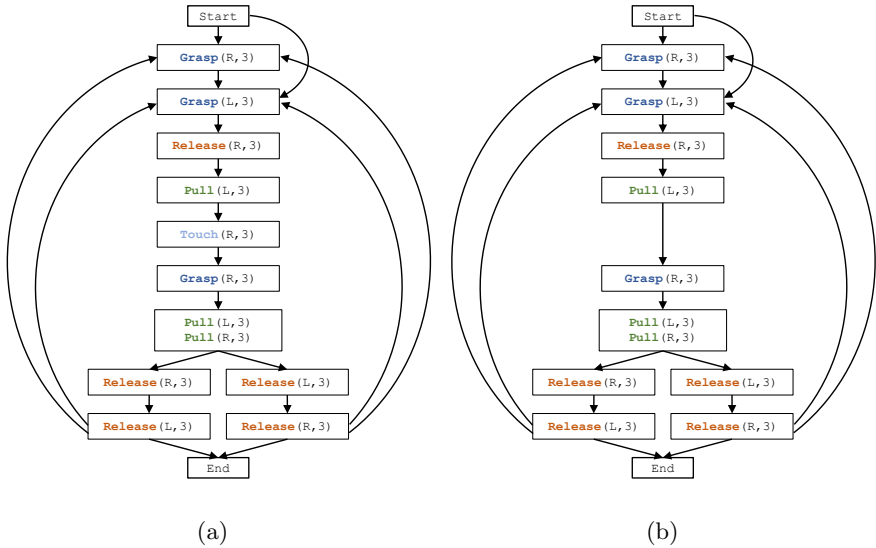 Start
Grasp(R,3)
Grasp(L,3)
Release(R,3)
Pull(L,3)
Touch(R,3)
Grasp(R,3)
Pull(L,3)
Pull(R,3)
Release(R,3) Release(L,3)
Release(L,3) Release(R,3)
End
(a)
Start
Grasp(R,3)
Grasp(L,3)
Release(R,3)
Pull(L,3)
Grasp(R,3)
Pull(L,3)
Pull(R,3)
Release(R,3) Release(L,3)
Release(L,3) Release(R,3)
End
(b)